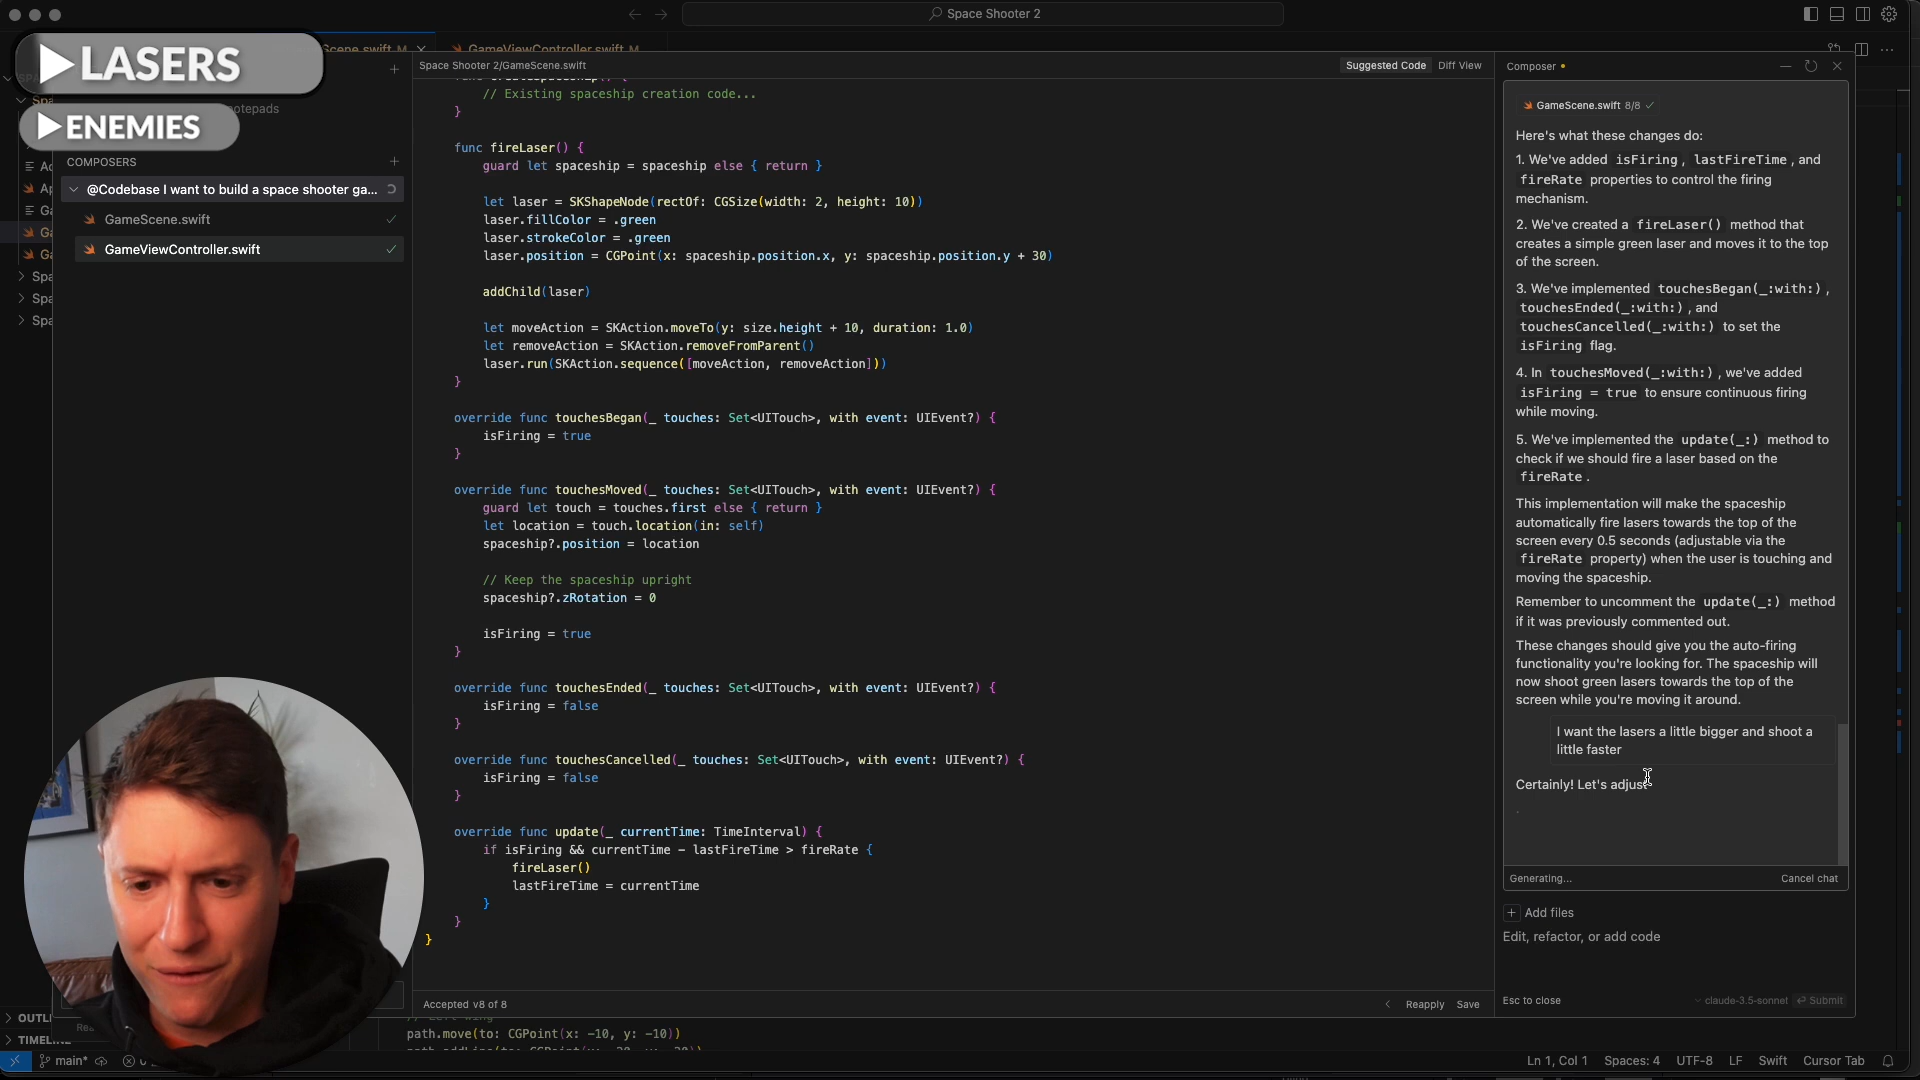 Space Shooter 2
LASERS
ENEMIES
Scene.swift M
GameViewController.swift M
Space Shooter 2/GameScene.swift
Suggested Code
Diff View
Composer
notepads
COMPOSERS
@Codebase I want to build a space shooter ga...
GameScene.swift
GameViewController.swift
Spa
Spa
Spa
// Existing spaceship creation code...
}
func fireLaser() {
guard let spaceship = spaceship else { return }
let laser = SKShapeNode(rectOf: CGSize(width: 2, height: 10))
laser.fillColor = .green
laser.strokeColor = .green
laser.position = CGPoint(x: spaceship.position.x, y: spaceship.position.y + 30)
addChild(laser)
let moveAction = SKAction.moveTo(y: size.height + 10, duration: 1.0)
let removeAction = SKAction.removeFromParent()
laser.run(SKAction.sequence([moveAction, removeAction]))
}
override func touchesBegan(_ touches: Set<UITouch>, with event: UIEvent?) {
isFiring = true
}
override func touchesMoved(_ touches: Set<UITouch>, with event: UIEvent?) {
guard let touch = touches.first else { return }
let location = touch.location(in: self)
spaceship?.position = location
// Keep the spaceship upright
spaceship?.zRotation = 0
isFiring = true
}
override func touchesEnded(_ touches: Set<UITouch>, with event: UIEvent?) {
isFiring = false
}
override func touchesCancelled(_ touches: Set<UITouch>, with event: UIEvent?) {
isFiring = false
}
override func update(_ currentTime: TimeInterval) {
if isFiring && currentTime - lastFireTime > fireRate {
fireLaser()
lastFireTime = currentTime
}
}
}
Accepted v8 of 8
Reapply
Save
path.move(to: CGPoint(x: -10, y: -10))
GameScene.swift 8/8
Here's what these changes do:
1. We've added isFiring, lastFireTime, and
fireRate properties to control the firing
mechanism.
2. We've created a fireLaser() method that
creates a simple green laser and moves it to the top
of the screen.
3. We've implemented touchesBegan(_:with:),
touchesEnded(_:with:), and
touchesCancelled(_:with:) to set the
isFiring flag.
4. In touchesMoved(_:with:), we've added
isFiring = true to ensure continuous firing
while moving.
5. We've implemented the update(_:) method to
check if we should fire a laser based on the
fireRate.
This implementation will make the spaceship
automatically fire lasers towards the top of the
screen every 0.5 seconds (adjustable via the
fireRate property) when the user is touching and
moving the spaceship.
Remember to uncomment the update(_:) method
if it was previously commented out.
These changes should give you the auto-firing
functionality you're looking for. The spaceship will
now shoot green lasers towards the top of the
screen while you're moving it around.
I want the lasers a little bigger and shoot a
little faster
Certainly! Let's adjust
Generating...
Cancel chat
+ Add files
Edit, refactor, or add code
Esc to close
claude-3.5-sonnet
Submit
OUTLI
TIMELINE
main*
Ln 1, Col 1
Spaces: 4
UTF-8
LF
Swift
Cursor Tab